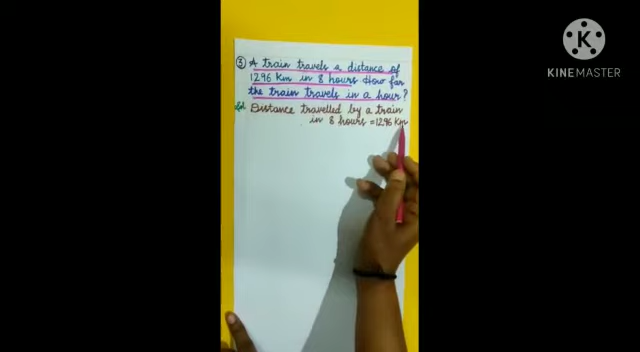 ③ A train travels a distance of
1296 Km in 8 hours. How far
the train travels in a hour?
Sol Distance travelled by a train
in 8 hours = 1296 Km
K
KINEMASTER